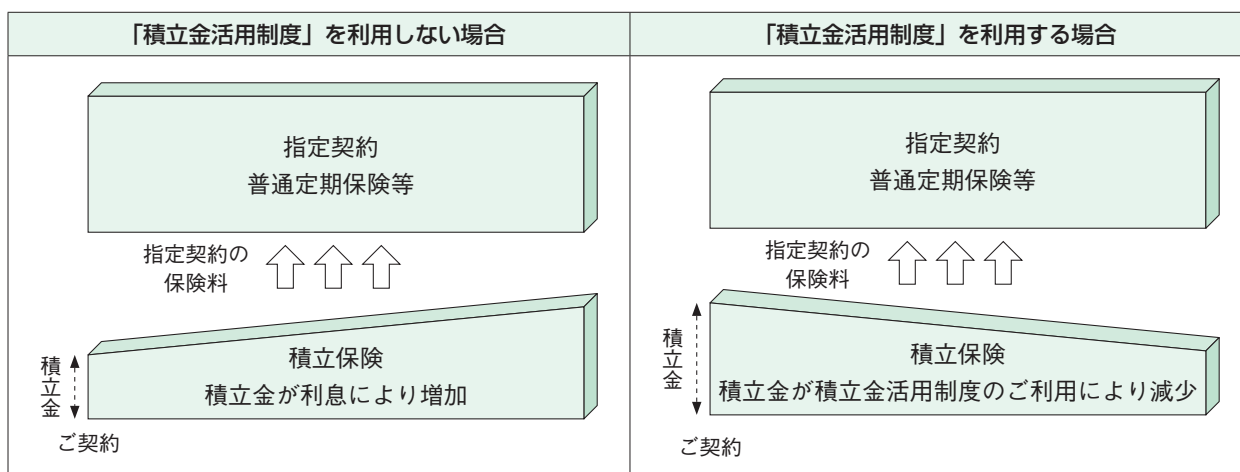 「積立金活用制度」を利用しない場合
指定契約
普通定期保険等
指定契約の
保険料
積立金
積立保険
積立金が利息により増加
ご契約
「積立金活用制度」を利用する場合
指定契約
普通定期保険等
指定契約の
保険料
積立金
積立保険
積立金が積立金活用制度のご利用により減少
ご契約